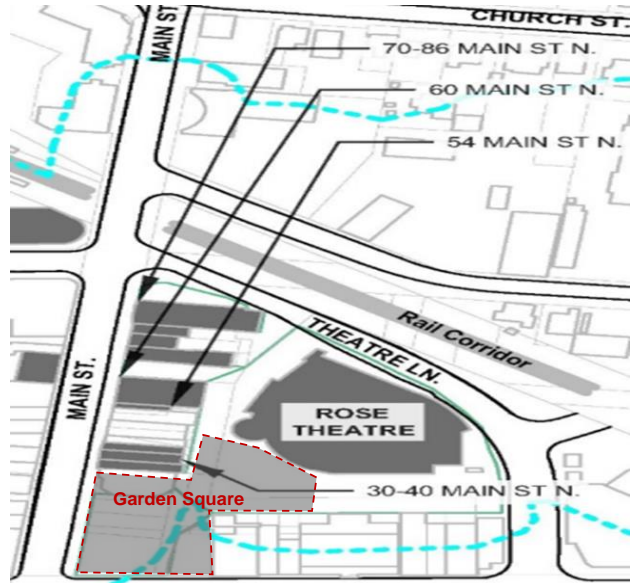 MAIN ST.
CHURCH ST.
70-86 MAIN ST N.
60 MAIN ST N.
54 MAIN ST N.
Rail Corridor
THEATRE LN.
MAIN ST.
ROSE
THEATRE
30-40 MAIN ST N.
Garden Square